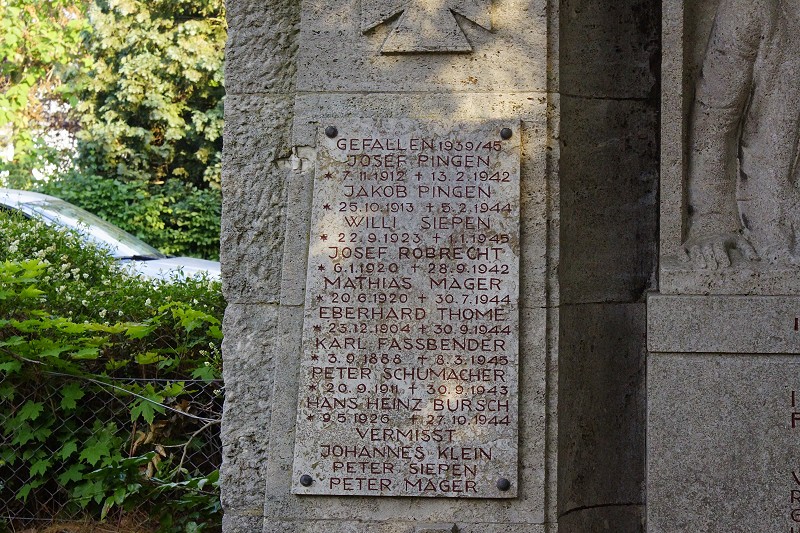 GEFALLEN 1939/45
JOSEF PINGEN
* 7.11.1912 + 13.2.1942
JAKOB PINGEN
* 25.10.1913 + 5.2.1944
WILLI SIEPEN
* 22.9.1923 + 1.1.1945
JOSEF ROBRECHT
* 6.1.1920 + 28.9.1942
MATHIAS MAGER
* 20.6.1920 + 30.7.1944
EBERHARD THOME
* 23.12.1904 + 30.9.1944
KARL FASSBENDER
* 3.9.1888 + 8.3.1945
PETER SCHUMACHER
* 20.9.1911 + 30.9.1943
HANS HEINZ BURSCH
* 9.5.1926 + 27.10.1944
VERMISST
JOHANNES KLEIN
PETER SIEPEN
PETER MAGER